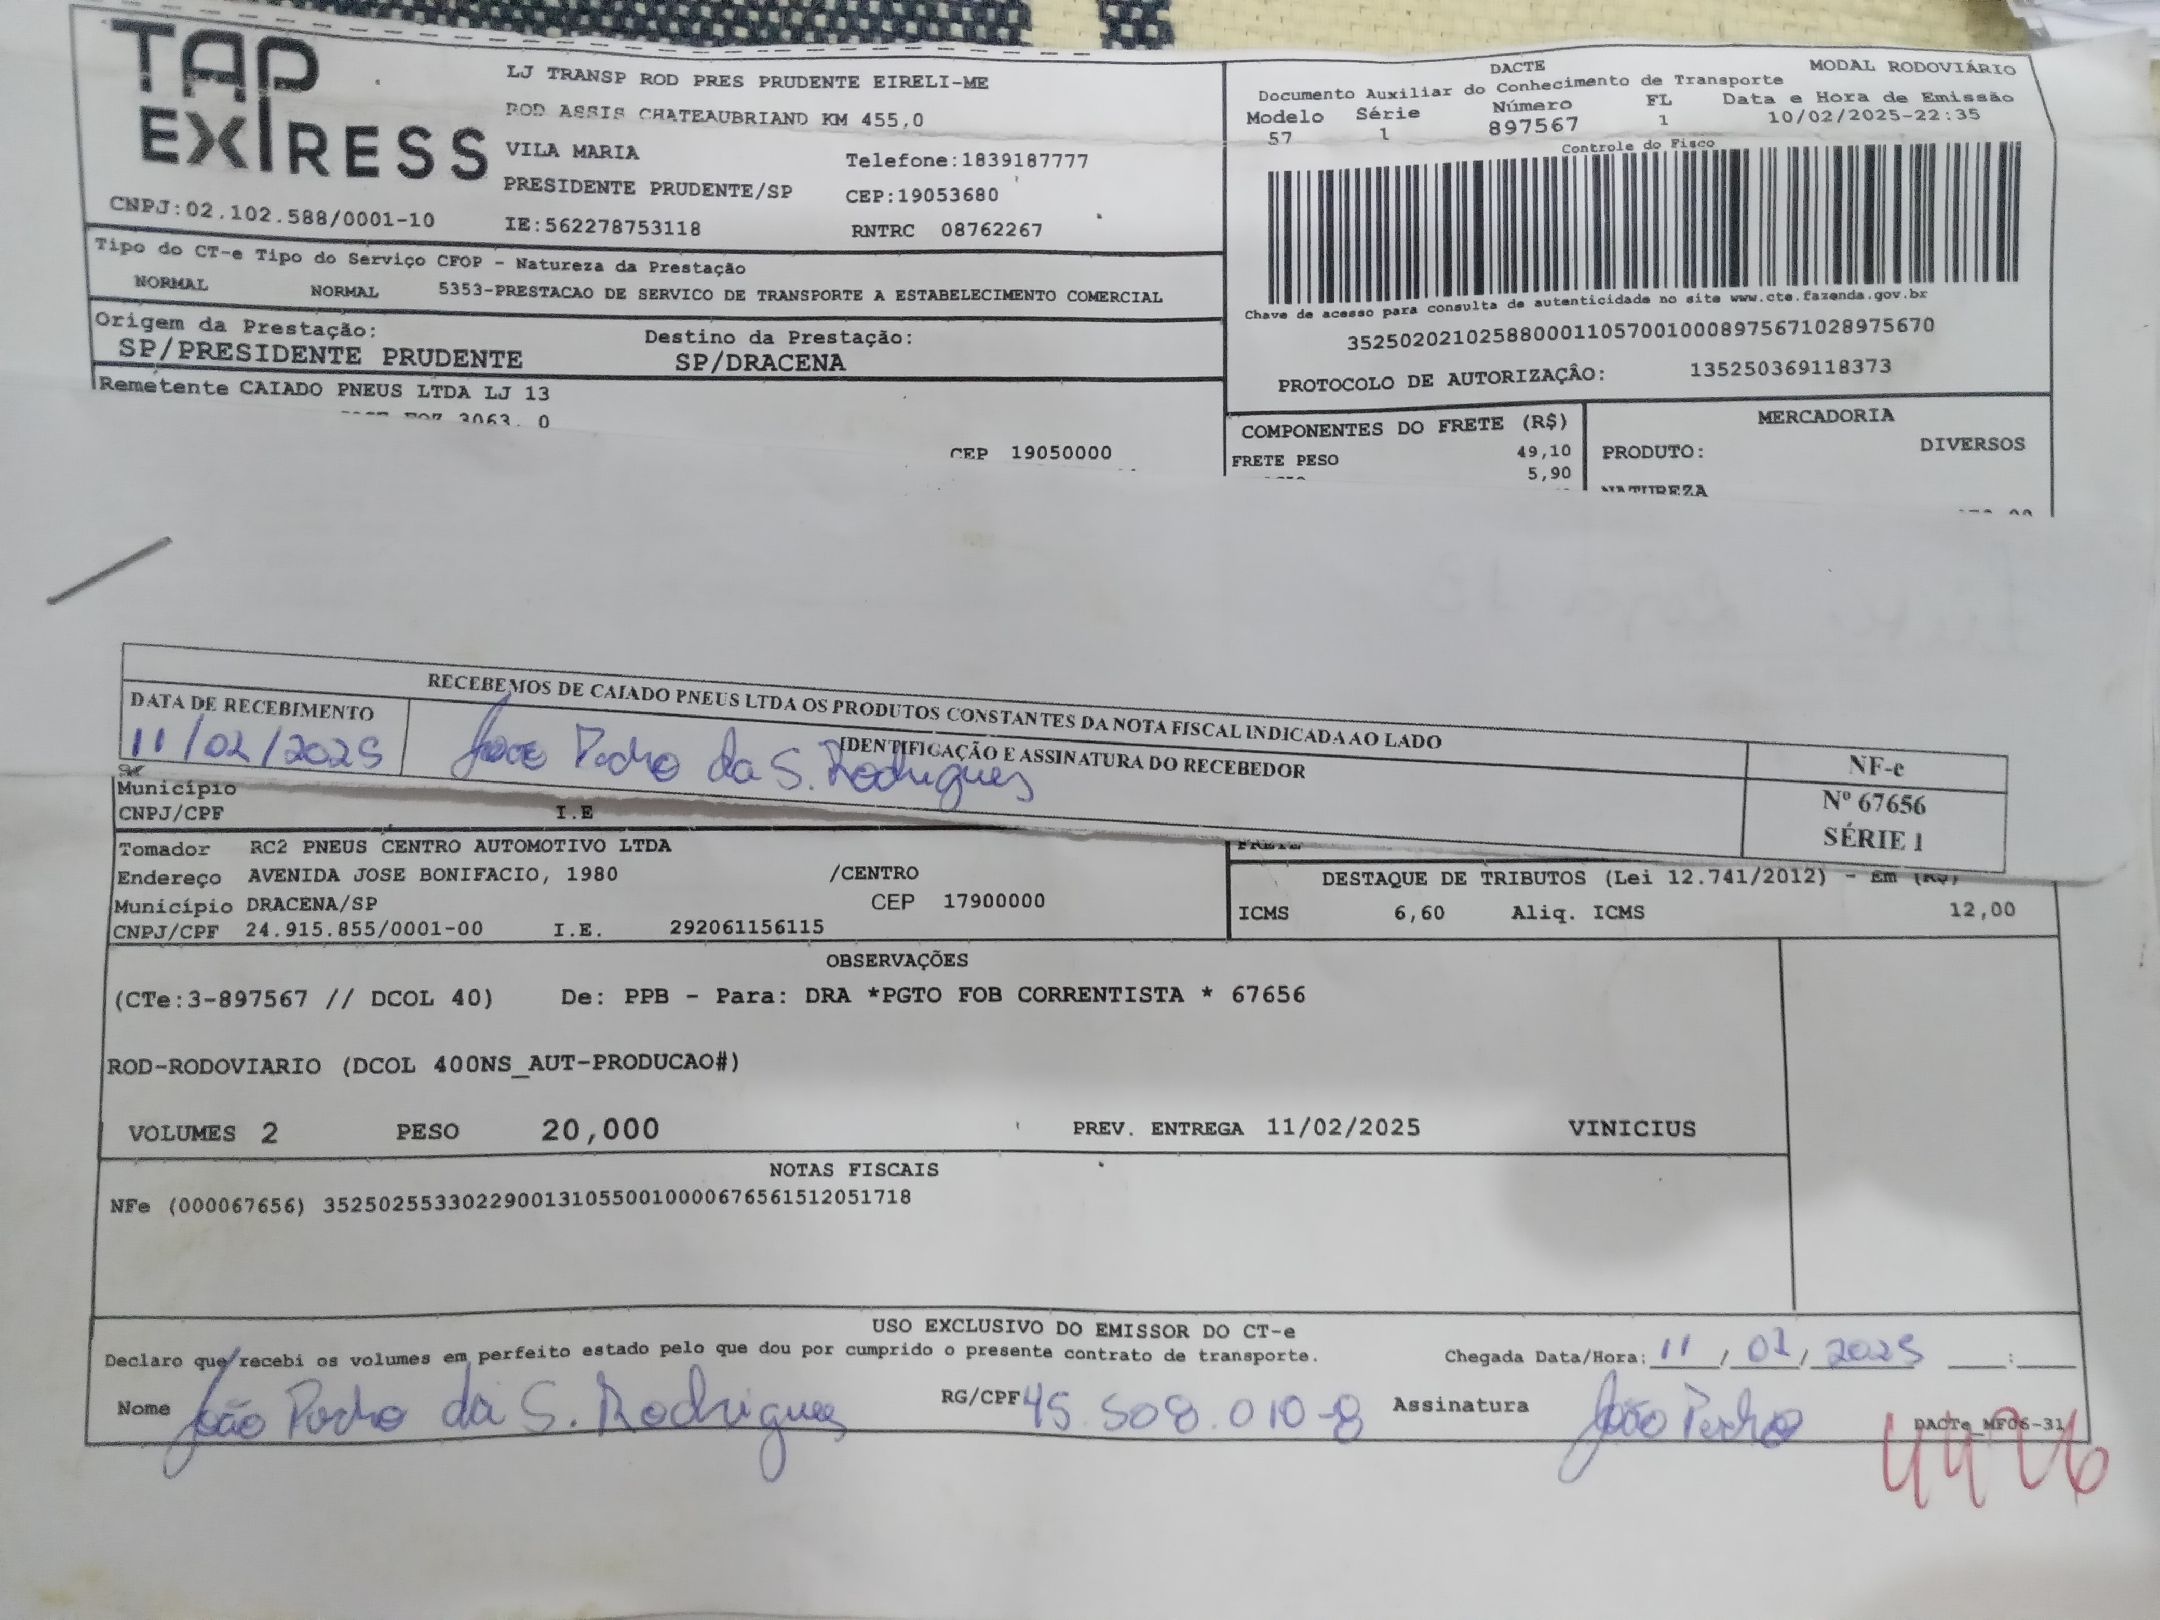 TAP
EXPRESS
LJ TRANSP ROD PRES PRUDENTE EIRELI-ME
ROD ASSIS CHATEAUBRIAND KM 455,0
VILA MARIA Telefone:1839187777
PRESIDENTE PRUDENTE/SP CEP:19053680
CNPJ:02.102.588/0001-10 IE:562278753118 RNTRC 08762267
DACTE MODAL RODOVIÁRIO
Documento Auxiliar do Conhecimento de Transporte
Modelo Série Número FL Data e Hora de Emissão
57 1 897567 1 10/02/2025-22:35
Controle do Fisco
Chave de acesso para consulta de autenticidade no site www.cte.fazenda.gov.br
35250202102588000110570010008975671028975670
PROTOCOLO DE AUTORIZAÇÃO: 135250369118373
Tipo do CT-e Tipo do Serviço CFOP - Natureza da Prestação
NORMAL NORMAL 5353-PRESTACAO DE SERVICO DE TRANSPORTE A ESTABELECIMENTO COMERCIAL
Origem da Prestação: Destino da Prestação:
SP/PRESIDENTE PRUDENTE SP/DRACENA
Remetente CAIADO PNEUS LTDA LJ 13
3063, 0
CEP 19050000
COMPONENTES DO FRETE (R$) MERCADORIA
FRETE PESO 49,10 PRODUTO: DIVERSOS
5,90
NATUREZA
RECEBEMOS DE CAIADO PNEUS LTDA OS PRODUTOS CONSTANTES DA NOTA FISCAL INDICADA AO LADO
DATA DE RECEBIMENTO IDENTIFICAÇÃO E ASSINATURA DO RECEBEDOR NF-e
11/02/2025 João Pedro da S. Rodrigues
Nº 67656
SÉRIE 1
Município
CNPJ/CPF I.E
Tomador RC2 PNEUS CENTRO AUTOMOTIVO LTDA
Endereço AVENIDA JOSE BONIFACIO, 1980 /CENTRO
Município DRACENA/SP CEP 17900000
CNPJ/CPF 24.915.855/0001-00 I.E. 292061156115
FRETE
DESTAQUE DE TRIBUTOS (Lei 12.741/2012) - Em (R$)
ICMS 6,60 Aliq. ICMS 12,00
OBSERVAÇÕES
(CTe:3-897567 // DCOL 40) De: PPB - Para: DRA *PGTO FOB CORRENTISTA * 67656
ROD-RODOVIARIO (DCOL 400NS_AUT-PRODUCAO#)
VOLUMES 2 PESO 20,000 PREV. ENTREGA 11/02/2025 VINICIUS
NOTAS FISCAIS
NFe (000067656) 35250255330229001310550010000676561512051718
USO EXCLUSIVO DO EMISSOR DO CT-e
Declaro que recebi os volumes em perfeito estado pelo que dou por cumprido o presente contrato de transporte. Chegada Data/Hora: 11 / 02 / 2025 :
Nome João Pedro da S. Rodrigues RG/CPF 45.508.010-8 Assinatura João Pedro
DACTe_MF06-31